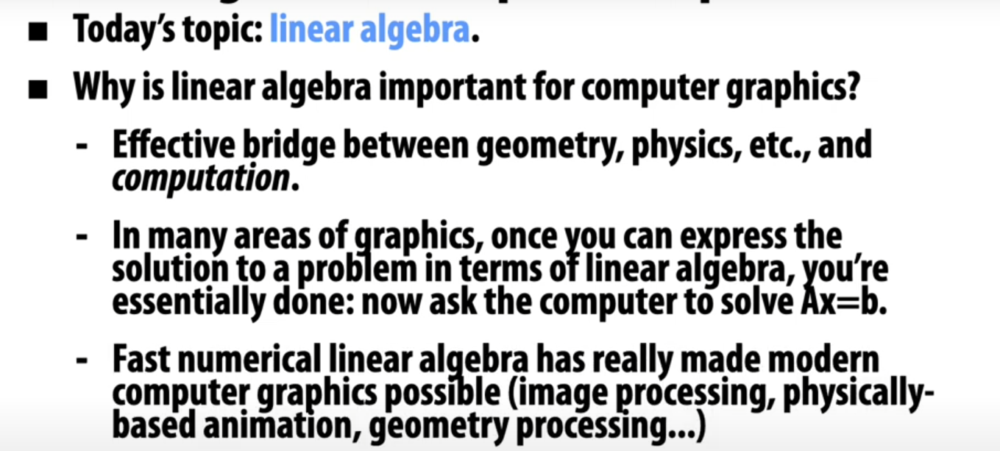 ■ Today's topic: linear algebra.
■ Why is linear algebra important for computer graphics?
- Effective bridge between geometry, physics, etc., and
computation.
- In many areas of graphics, once you can express the
solution to a problem in terms of linear algebra, you're
essentially done: now ask the computer to solve Ax=b.
- Fast numerical linear algebra has really made modern
computer graphics possible (image processing, physically-
based animation, geometry processing...)